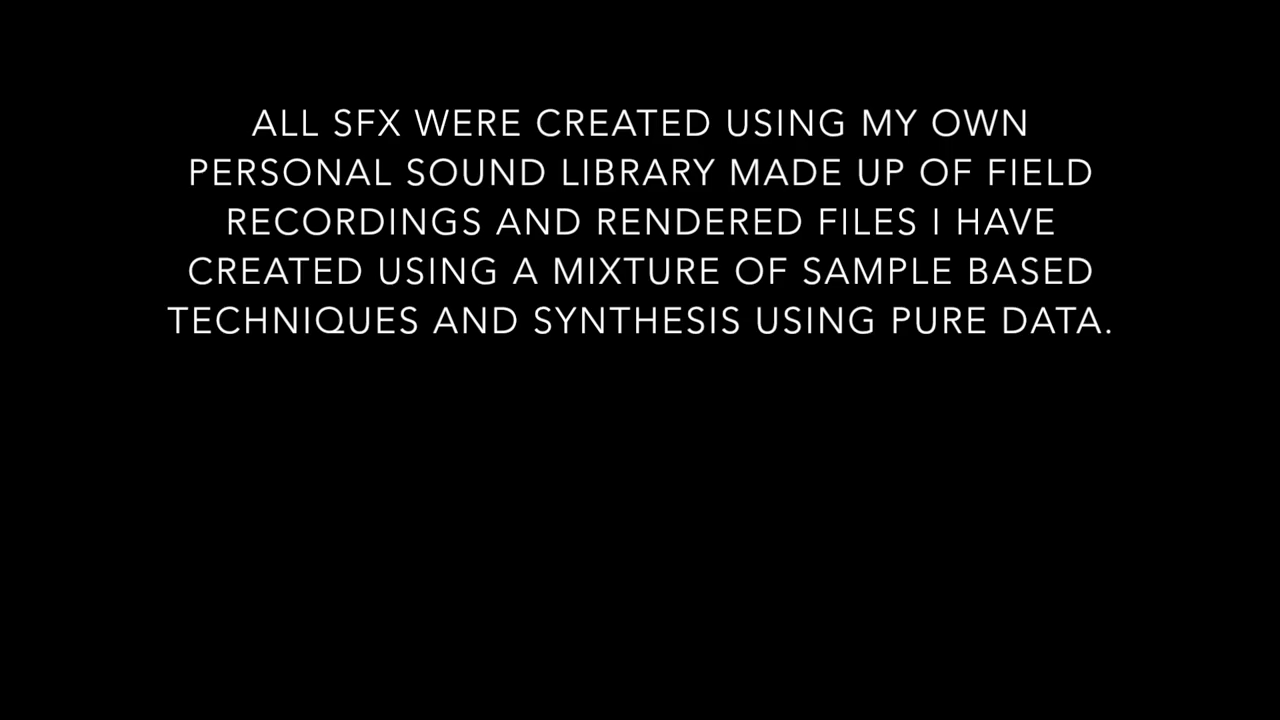 ALL SFX WERE CREATED USING MY OWN
PERSONAL SOUND LIBRARY MADE UP OF FIELD
RECORDINGS AND RENDERED FILES I HAVE
CREATED USING A MIXTURE OF SAMPLE BASED
TECHNIQUES AND SYNTHESIS USING PURE DATA.